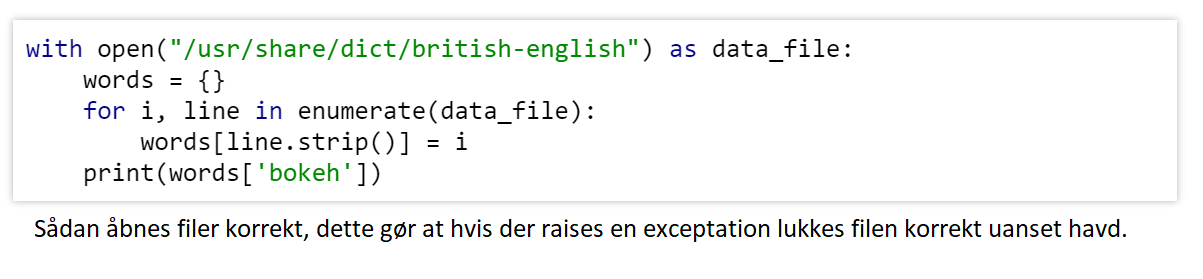 with open("/usr/share/dict/british-english") as data_file:
    words = {}
    for i, line in enumerate(data_file):
        words[line.strip()] = i
    print(words['bokeh'])
Sådan åbnes filer korrekt, dette gør at hvis der raises en exceptation lukkes filen korrekt uanset havd.